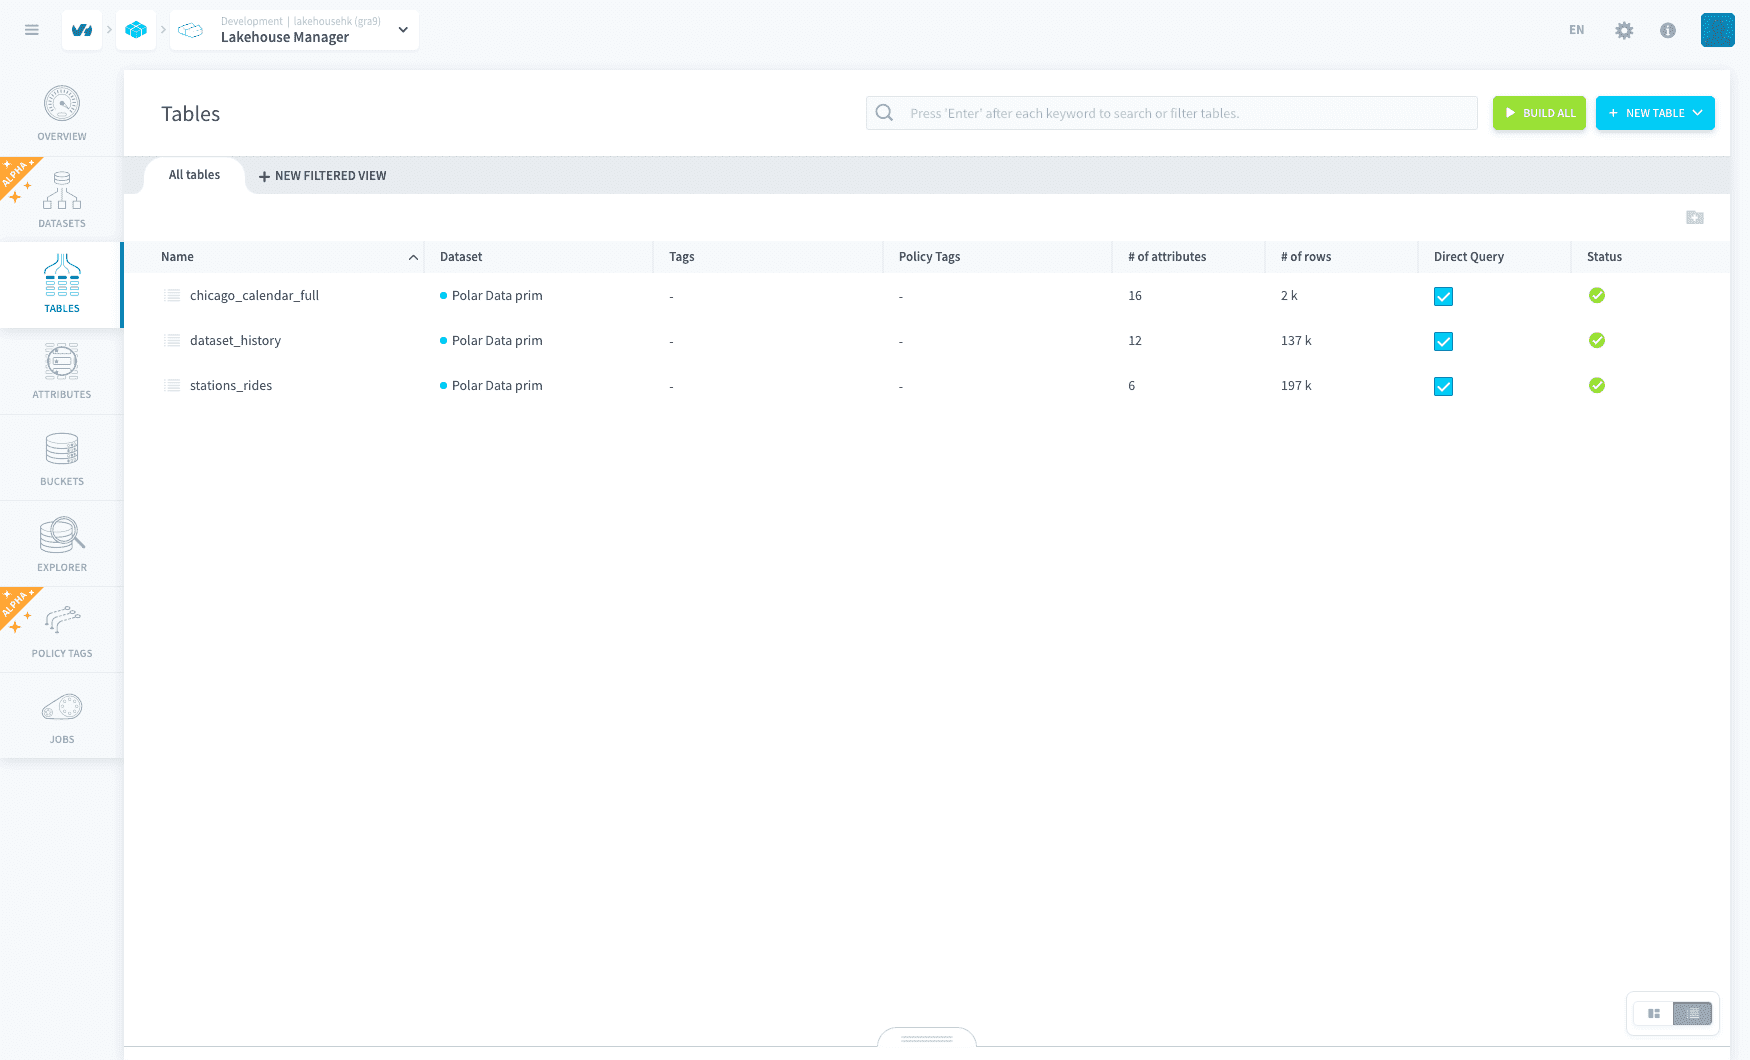 Development | lakehousehk (gra9)
Lakehouse Manager
EN
OVERVIEW
ALPHA
DATASETS
TABLES
ATTRIBUTES
BUCKETS
EXPLORER
ALPHA
POLICY TAGS
JOBS
Tables
Press 'Enter' after each keyword to search or filter tables.
BUILD ALL
+ NEW TABLE
All tables
+ NEW FILTERED VIEW
Name Dataset Tags Policy Tags # of attributes # of rows Direct Query Status
chicago_calendar_full Polar Data prim - - 16 2 k
dataset_history Polar Data prim - - 12 137 k
stations_rides Polar Data prim - - 6 197 k